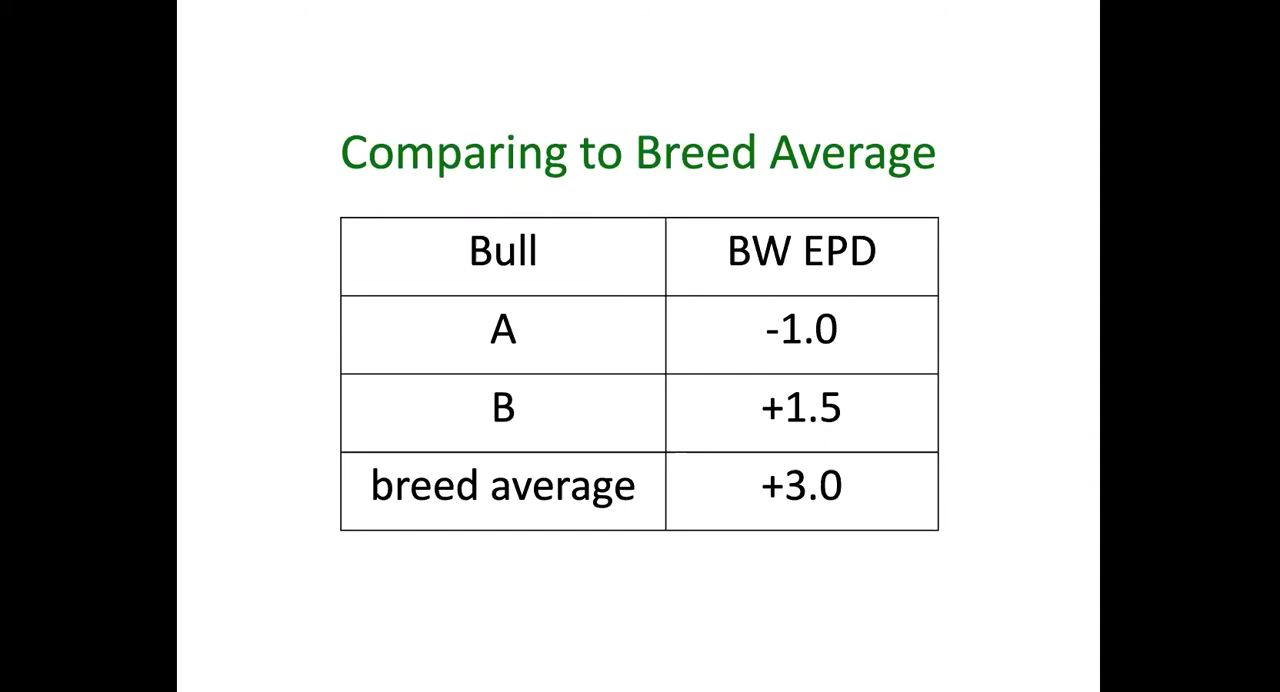 Comparing to Breed Average
Bull BW EPD
A -1.0
B +1.5
breed average +3.0